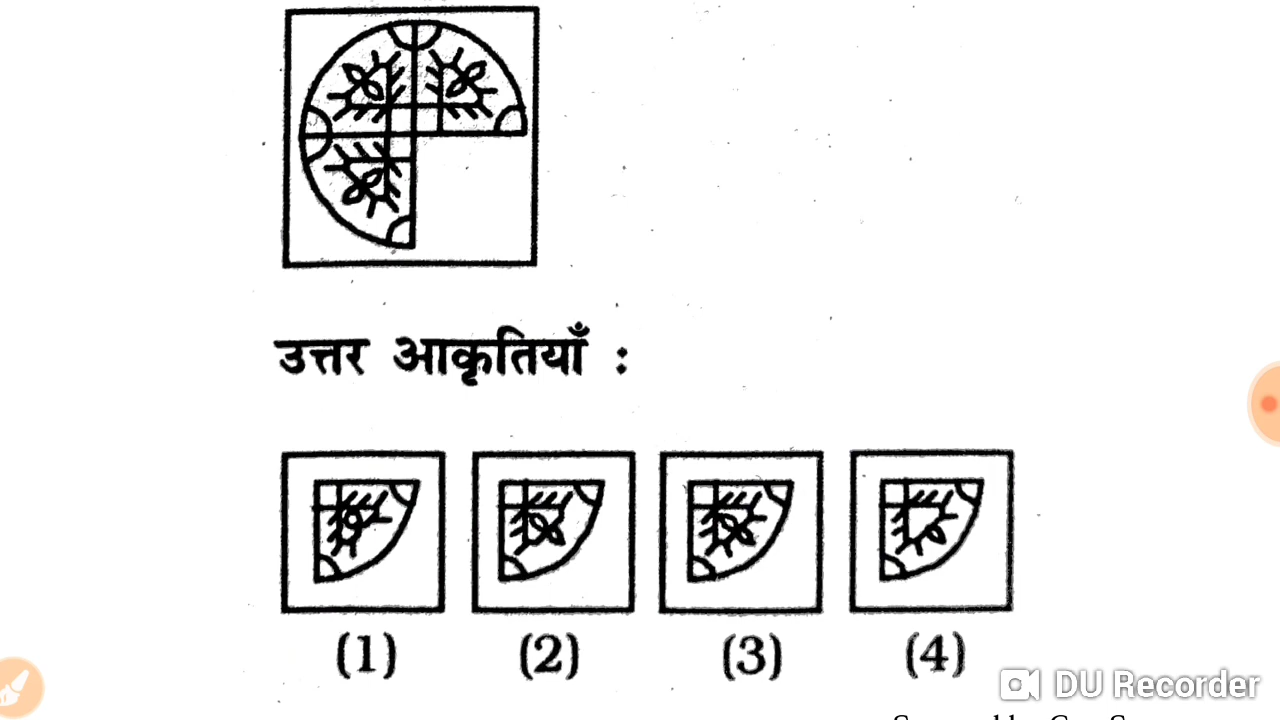 उत्तर आकृतियाँ :
(1) (2) (3) (4)
DU Recorder